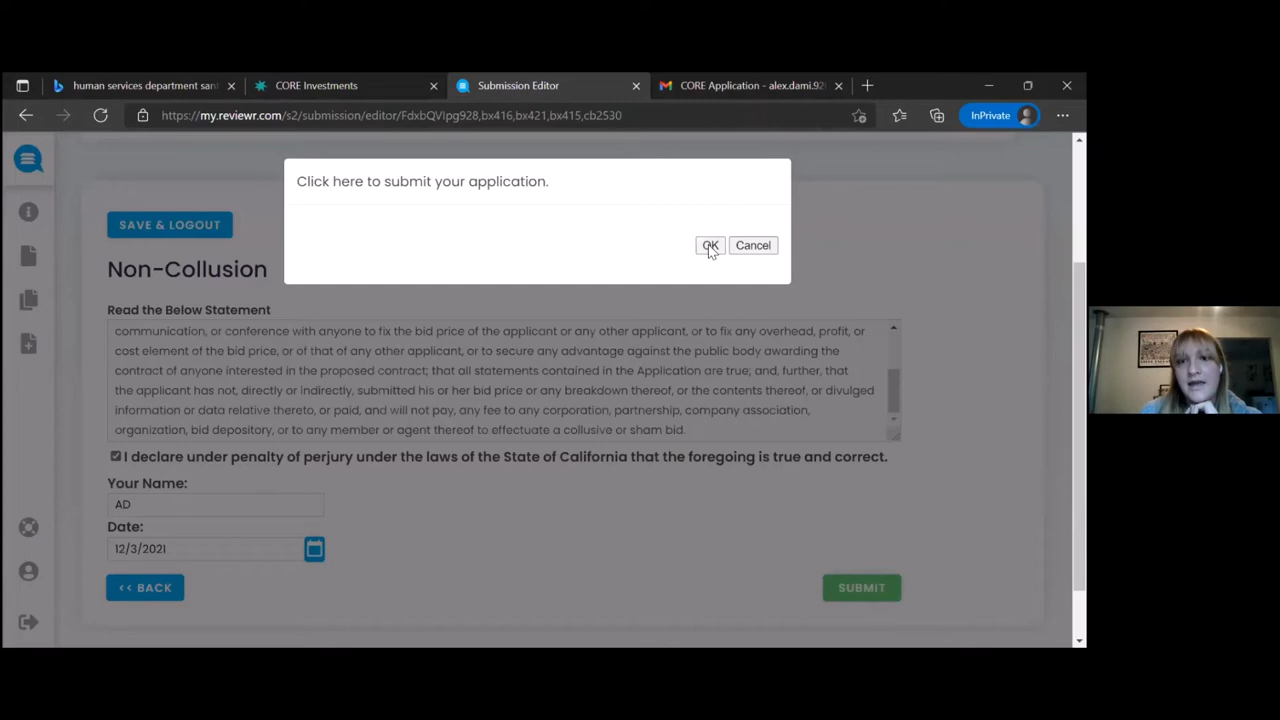 human services department sant
CORE Investments
Submission Editor
CORE Application - alex.dami.92
https://my.reviewr.com/s2/submission/editor/FdxbQVIpg928,bx416,bx421,bx415,cb2530
InPrivate
Click here to submit your application.
OK
Cancel
SAVE & LOGOUT
Non-Collusion
Read the Below Statement
communication, or conference with anyone to fix the bid price of the applicant or any other applicant, or to fix any overhead, profit, or
cost element of the bid price, or of that of any other applicant, or to secure any advantage against the public body awarding the
contract of anyone interested in the proposed contract; that all statements contained in the Application are true; and, further, that
the applicant has not, directly or indirectly, submitted his or her bid price or any breakdown thereof, or the contents thereof, or divulged
information or data relative thereto, or paid, and will not pay, any fee to any corporation, partnership, company association,
organization, bid depository, or to any member or agent thereof to effectuate a collusive or sham bid.
I declare under penalty of perjury under the laws of the State of California that the foregoing is true and correct.
Your Name:
AD
Date:
12/3/2021
<< BACK
SUBMIT